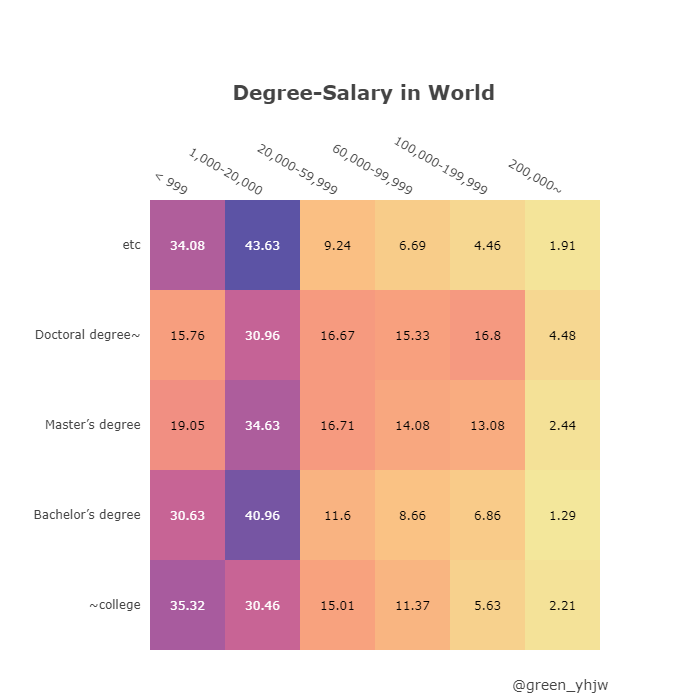 Degree-Salary in World
< 999 1,000-20,000 20,000-59,999 60,000-99,999 100,000-199,999 200,000~
etc 34.08 43.63 9.24 6.69 4.46 1.91
Doctoral degree~ 15.76 30.96 16.67 15.33 16.8 4.48
Master’s degree 19.05 34.63 16.71 14.08 13.08 2.44
Bachelor’s degree 30.63 40.96 11.6 8.66 6.86 1.29
~college 35.32 30.46 15.01 11.37 5.63 2.21
@green_yhjw